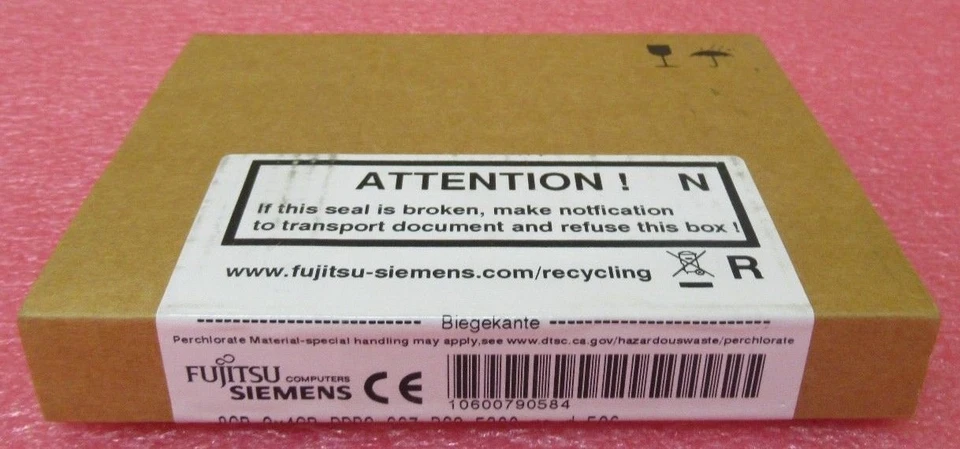 ATTENTION ! N
If this seal is broken, make notfication
to transport document and refuse this box !
www.fujitsu-siemens.com/recycling R
Biegekante
Perchlorate Material-special handling may apply,see www.dtsc.ca.gov/hazardouswaste/perchlorate
FUJITSU COMPUTERS
SIEMENS CE
10600790584